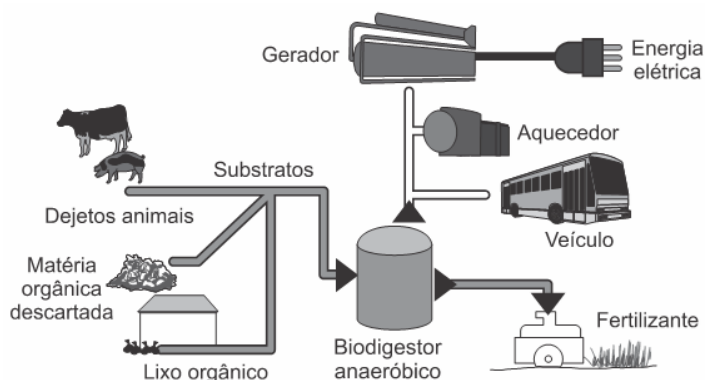 Gerador
Energia
elétrica
Aquecedor
Substratos
Dejetos animais
Veículo
Matéria
orgânica
descartada
Fertilizante
Lixo orgânico
Biodigestor
anaeróbico